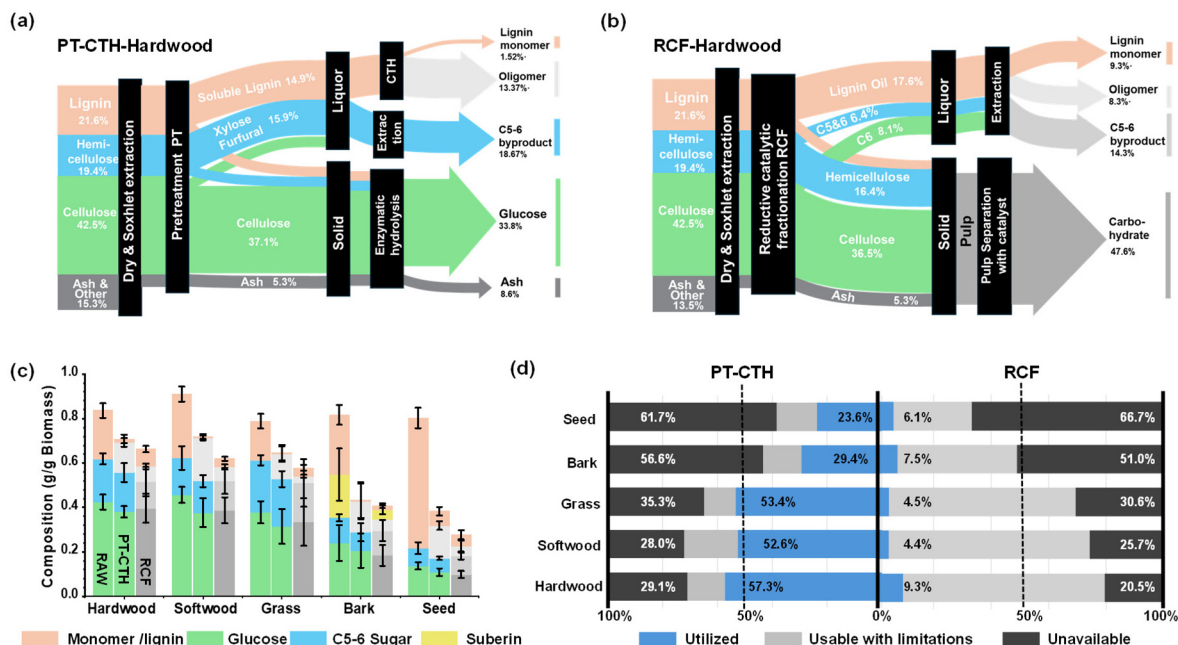 (a)
PT-CTH-Hardwood
Lignin
21.6%
Hemi-
cellulose
19.4%
Cellulose
42.5%
Ash &
Other
15.3%
Dry & Soxhlet extraction
Pretreatment PT
Soluble Lignin 14.9%
Xylose
Furfural
15.9%
Cellulose
37.1%
Ash 5.3%
Liquor
Solid
CTH
Extrac
tion
Enzymatic
hydrolysis
Lignin
monomer
1.52%
Oligomer
13.37%
C5-6
byproduct
18.67%
Glucose
33.8%
Ash
8.6%
(b)
RCF-Hardwood
Lignin
21.6%
Hemi-
cellulose
19.4%
Cellulose
42.5%
Ash &
Other
13.5%
Dry & Soxhlet extraction
Reductive catalytic
fractionation RCF
Lignin Oil 17.6%
C5&6 6.4%
C6 8.1%
Hemicellulose
16.4%
Cellulose
36.5%
Ash
5.3%
Liquor
Solid
Pulp
Extraction
Pulp Separation
with catalyst
Lignin
monomer
9.3%
Oligomer
8.3%
C5-6
byproduct
14.3%
Carbo-
hydrate
47.6%
(c)
Composition (g/g Biomass)
1.0
0.8
0.6
0.4
0.2
0.0
RAW
PT-CTH
RCF
Hardwood Softwood Grass Bark Seed
Monomer /lignin Glucose C5-6 Sugar Suberin
(d)
PT-CTH RCF
Seed 61.7% 23.6% 6.1% 66.7%
Bark 56.6% 29.4% 7.5% 51.0%
Grass 35.3% 53.4% 4.5% 30.6%
Softwood 28.0% 52.6% 4.4% 25.7%
Hardwood 29.1% 57.3% 9.3% 20.5%
100% 50% 0% 50% 100%
Utilized Usable with limitations Unavailable